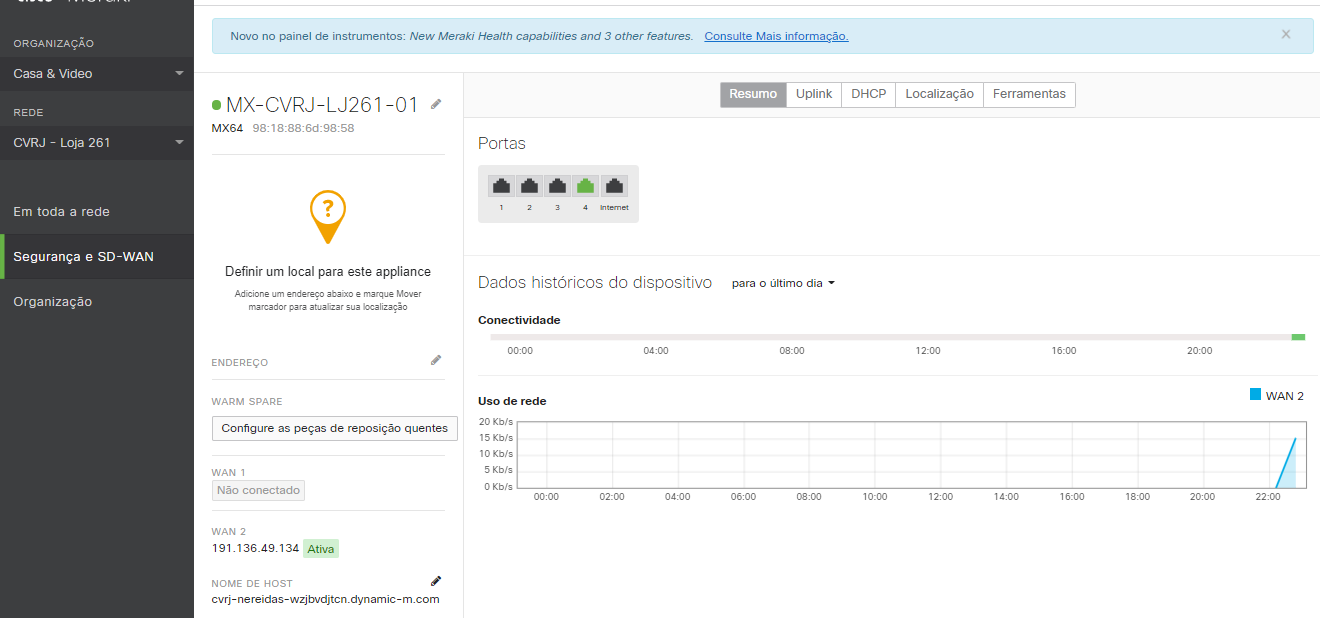 ORGANIZAÇÃO
Casa & Video
REDE
CVRJ - Loja 261
Em toda a rede
Segurança e SD-WAN
Organização
Novo no painel de instrumentos: New Meraki Health capabilities and 3 other features. Consulte Mais informação.
×
MX-CVRJ-LJ261-01
MX64 98:18:88:6d:98:58
?
Definir um local para este appliance
Adicione um endereço abaixo e marque Mover
marcador para atualizar sua localização
ENDEREÇO
WARM SPARE
Configure as peças de reposição quentes
WAN 1
Não conectado
WAN 2
191.136.49.134 Ativa
NOME DE HOST
cvrj-nereidas-wzjbvdjtcn.dynamic-m.com
Resumo Uplink DHCP Localização Ferramentas
Portas
1 2 3 4 Internet
Dados históricos do dispositivo para o último dia
Conectividade
00:00 04:00 08:00 12:00 16:00 20:00
Uso de rede
WAN 2
20 Kb/s
15 Kb/s
10 Kb/s
5 Kb/s
0 Kb/s
00:00 02:00 04:00 06:00 08:00 10:00 12:00 14:00 16:00 18:00 20:00 22:00